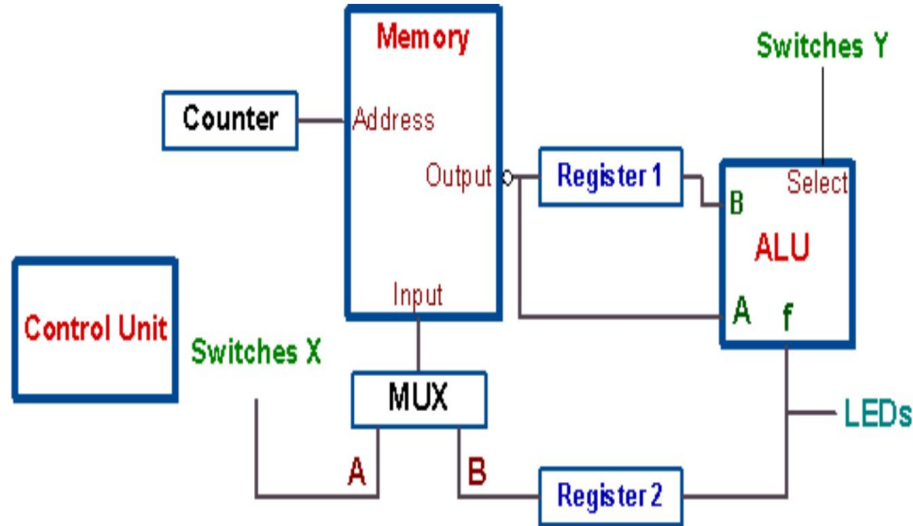 Memory
Switches Y
Counter
Address
Output
Register 1
Select
B
ALU
Input
A
f
Control Unit
Switches X
MUX
LEDs
A
B
Register 2